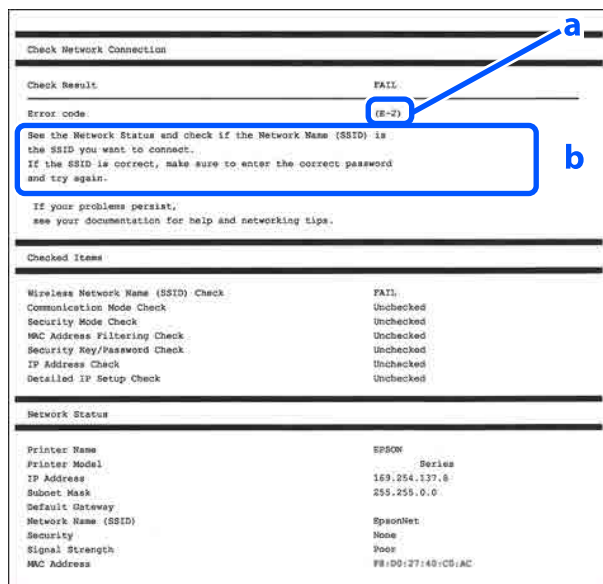 a
Check Network Connection
Check Result FAIL
Error code (E-2)
See the Network Status and check if the Network Name (SSID) is
the SSID you want to connect.
If the SSID is correct, make sure to enter the correct password
and try again.
b
If your problems persist,
see your documentation for help and networking tips.
Checked Items
Wireless Network Name (SSID) Check FAIL
Communication Mode Check Unchecked
Security Mode Check Unchecked
MAC Address Filtering Check Unchecked
Security Key/Password Check Unchecked
IP Address Check Unchecked
Detailed IP Setup Check Unchecked
Network Status
Printer Name EPSON
Printer Model Series
IP Address 169.254.137.8
Subnet Mask 255.255.0.0
Default Gateway
Network Name (SSID) EpsonNet
Security None
Signal Strength Poor
MAC Address F8:D0:27:40:C0:AC